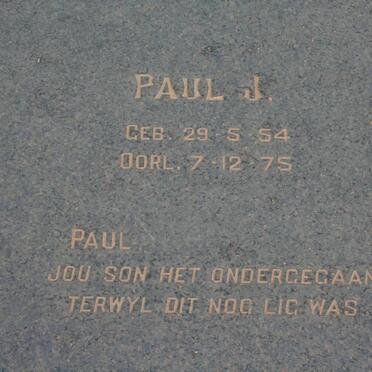 PAUL J.
GEB. 29-5-54
OORL. 7-12-75
PAUL
JOU SON HET ONDERGEGAAN
TERWYL DIT NOG LIG WAS